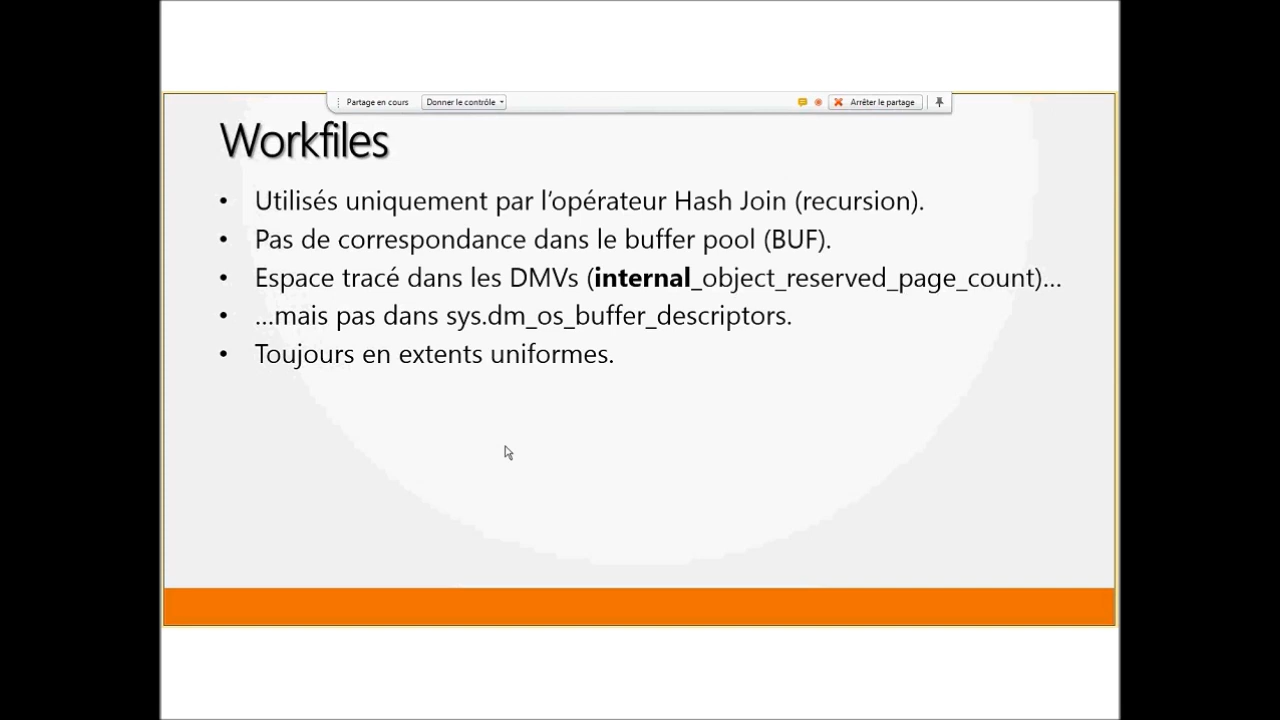 Partage en cours Donner le contrôle Arrêter le partage
Workfiles
• Utilisés uniquement par l'opérateur Hash Join (recursion).
• Pas de correspondance dans le buffer pool (BUF).
• Espace tracé dans les DMVs (internal_object_reserved_page_count)...
• ...mais pas dans sys.dm_os_buffer_descriptors.
• Toujours en extents uniformes.